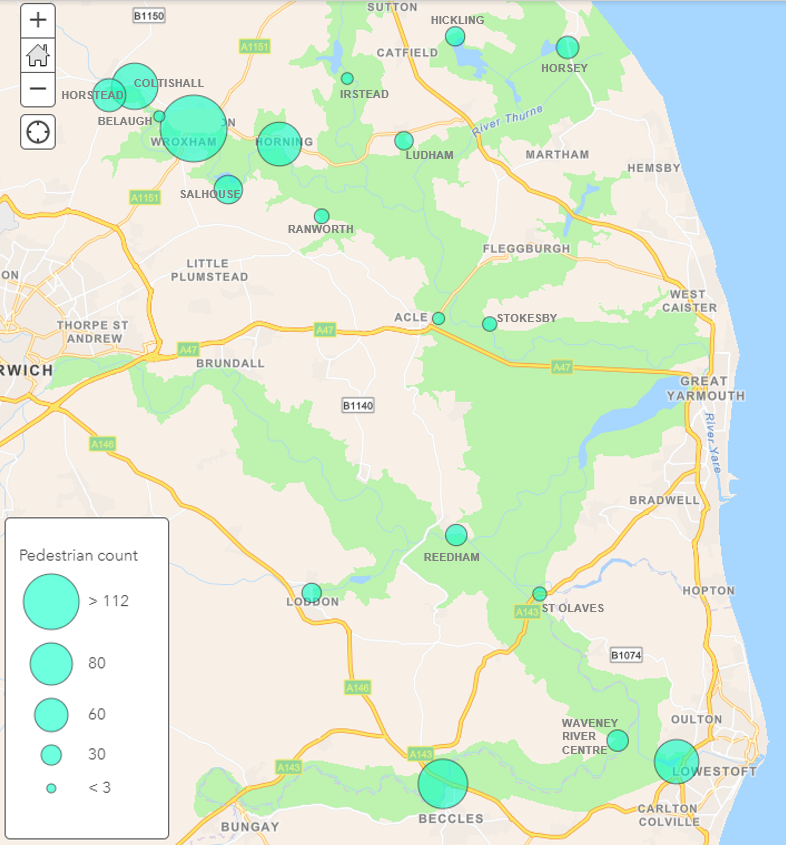 +
−
B1150
SUTTON
HICKLING
A1151
CATFIELD
HORSEY
COLTISHALL
HORSTEAD
IRSTEAD
BELAUGH
River Thurne
N
WROXHAM
HORNING
LUDHAM
MARTHAM
HEMSBY
SALHOUSE
A1151
RANWORTH
FLEGGBURGH
LITTLE
PLUMSTEAD
ON
WEST
CAISTER
ACLE
STOKESBY
THORPE ST
ANDREW
A47
A47
BRUNDALL
A47
RWICH
GREAT
YARMOUTH
B1140
River Yare
A146
BRADWELL
REEDHAM
Pedestrian count
> 112
80
60
30
< 3
LODDON
HOPTON
ST OLAVES
A143
B1074
A146
WAVENEY
RIVER
CENTRE
OULTON
A143
A143
LOWESTOFT
CARLTON
COLVILLE
BECCLES
BUNGAY